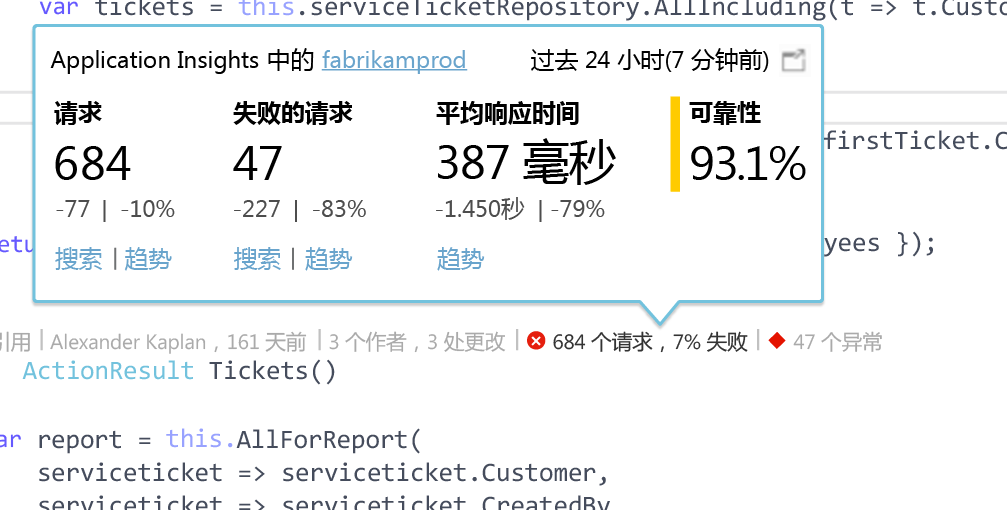 var tickets = this.serviceTicketRepository.AllIncluding(t => t.Custo
Application Insights 中的 fabrikamprod 过去 24 小时(7 分钟前)
请求 失败的请求 平均响应时间 可靠性
firstTicket.C
684 47 387 毫秒 93.1%
-77 | -10% -227 | -83% -1.450秒 | -79%
etu yees });
搜索 | 趋势 搜索 | 趋势 趋势
引用 | Alexander Kaplan，161 天前 | 3 个作者，3 处更改 | 684 个请求，7% 失败 | 47 个异常
ActionResult Tickets()
ar report = this.AllForReport(
serviceticket => serviceticket.Customer,
serviceticket => serviceticket.CreatedBy